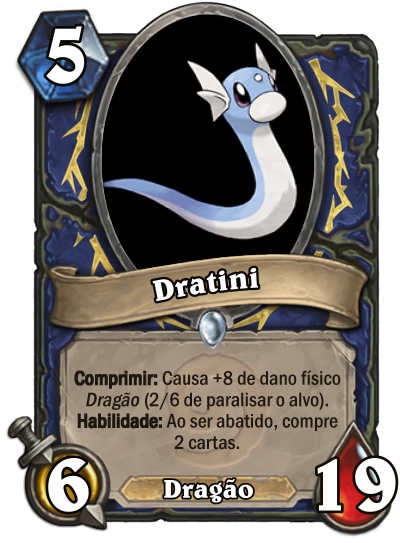 5
Dratini
Comprimir: Causa +8 de dano físico
Dragão (2/6 de paralisar o alvo).
Habilidade: Ao ser abatido, compre
2 cartas.
6
Dragão
19